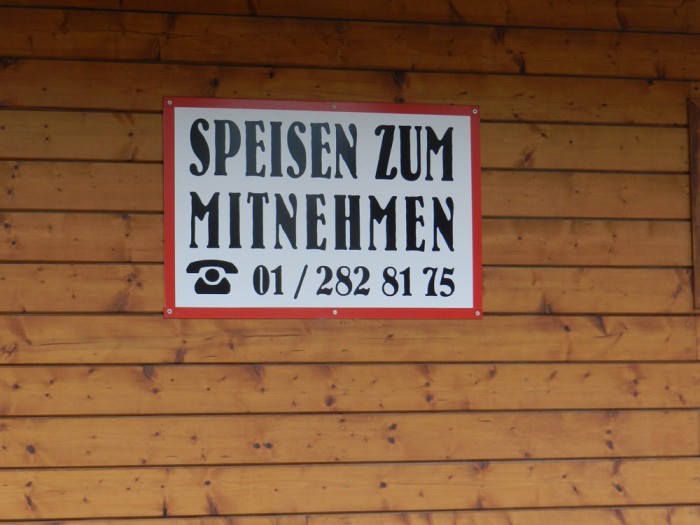 SPEISEN ZUM
MITNEHMEN
01 / 282 81 75